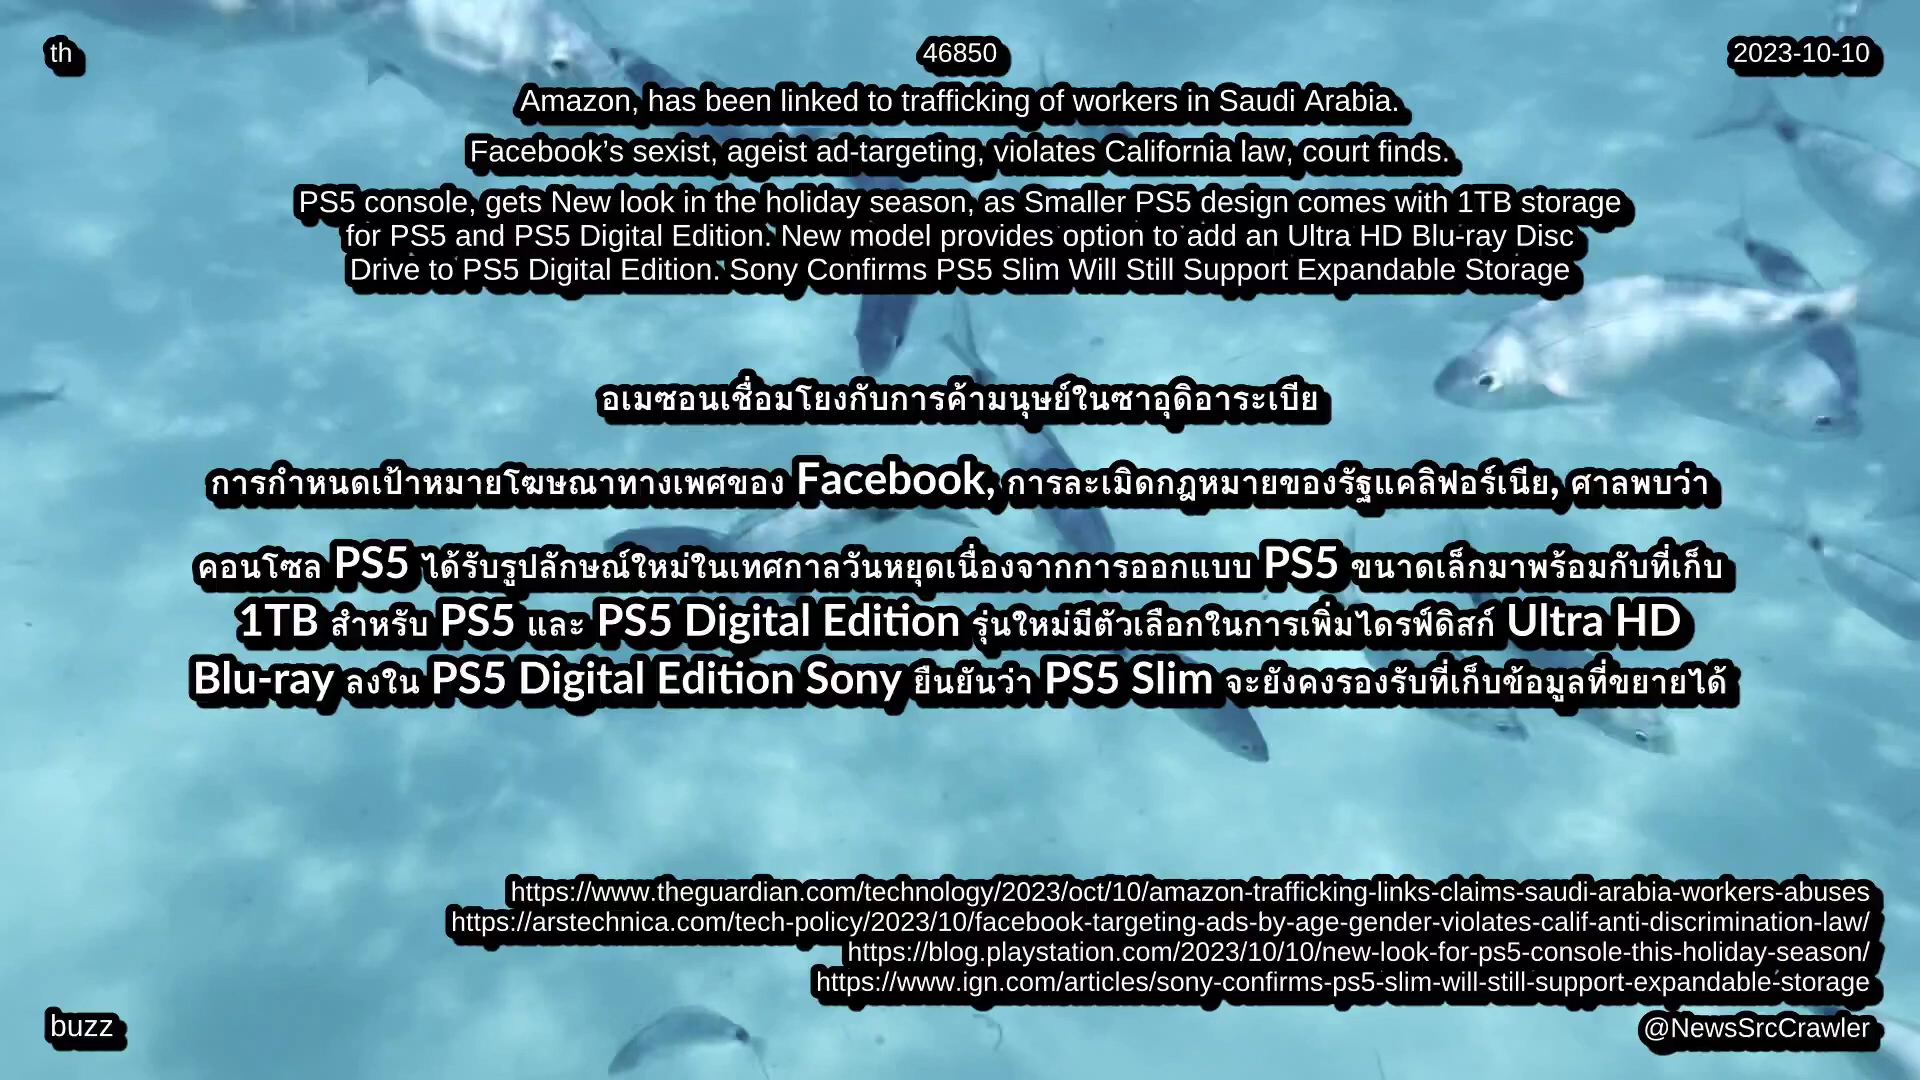 th
46850
2023-10-10
Amazon, has been linked to trafficking of workers in Saudi Arabia.
Facebook’s sexist, ageist ad-targeting, violates California law, court finds.
PS5 console, gets New look in the holiday season, as Smaller PS5 design comes with 1TB storage
for PS5 and PS5 Digital Edition. New model provides option to add an Ultra HD Blu-ray Disc
Drive to PS5 Digital Edition. Sony Confirms PS5 Slim Will Still Support Expandable Storage
อเมซอนเชื่อมโยงกับการค้ามนุษย์ในซาอุดิอาระเบีย
การกำหนดเป้าหมายโฆษณาทางเพศของ Facebook, การละเมิดกฎหมายของรัฐแคลิฟอร์เนีย, ศาลพบว่า
คอนโซล PS5 ได้รับรูปลักษณ์ใหม่ในเทศกาลวันหยุดเนื่องจากการออกแบบ PS5 ขนาดเล็กมาพร้อมกับที่เก็บ
1TB สำหรับ PS5 และ PS5 Digital Edition รุ่นใหม่มีตัวเลือกในการเพิ่มไดรฟ์ดิสก์ Ultra HD
Blu-ray ลงใน PS5 Digital Edition Sony ยืนยันว่า PS5 Slim จะยังคงรองรับที่เก็บข้อมูลที่ขยายได้
https://www.theguardian.com/technology/2023/oct/10/amazon-trafficking-links-claims-saudi-arabia-workers-abuses
https://arstechnica.com/tech-policy/2023/10/facebook-targeting-ads-by-age-gender-violates-calif-anti-discrimination-law/
https://blog.playstation.com/2023/10/10/new-look-for-ps5-console-this-holiday-season/
https://www.ign.com/articles/sony-confirms-ps5-slim-will-still-support-expandable-storage
buzz
@NewsSrcCrawler